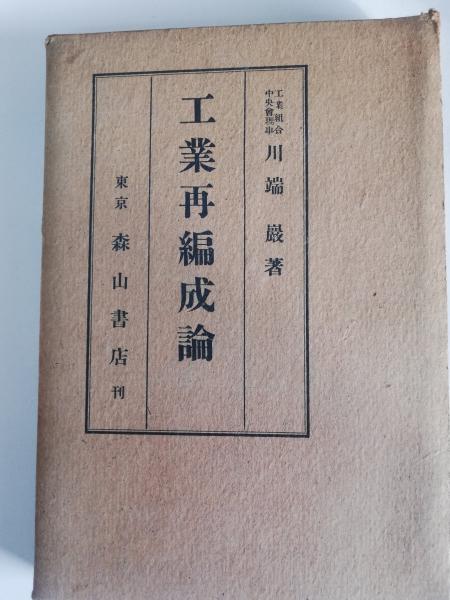 工業組合
中央會理事
川端巌著
工業再編成論
東京 森山書店刊